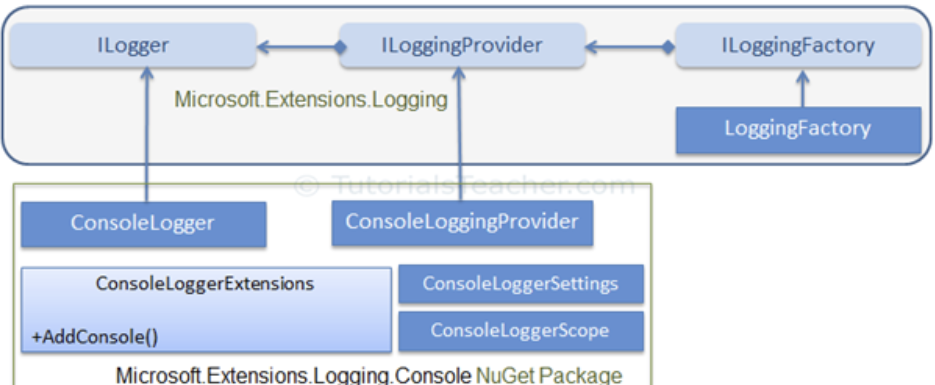 ILogger
ILoggingProvider
ILoggingFactory
Microsoft.Extensions.Logging
LoggingFactory
© TutorialsTeacher.com
ConsoleLogger
ConsoleLoggingProvider
ConsoleLoggerExtensions
+AddConsole()
ConsoleLoggerSettings
ConsoleLoggerScope
Microsoft.Extensions.Logging.Console NuGet Package